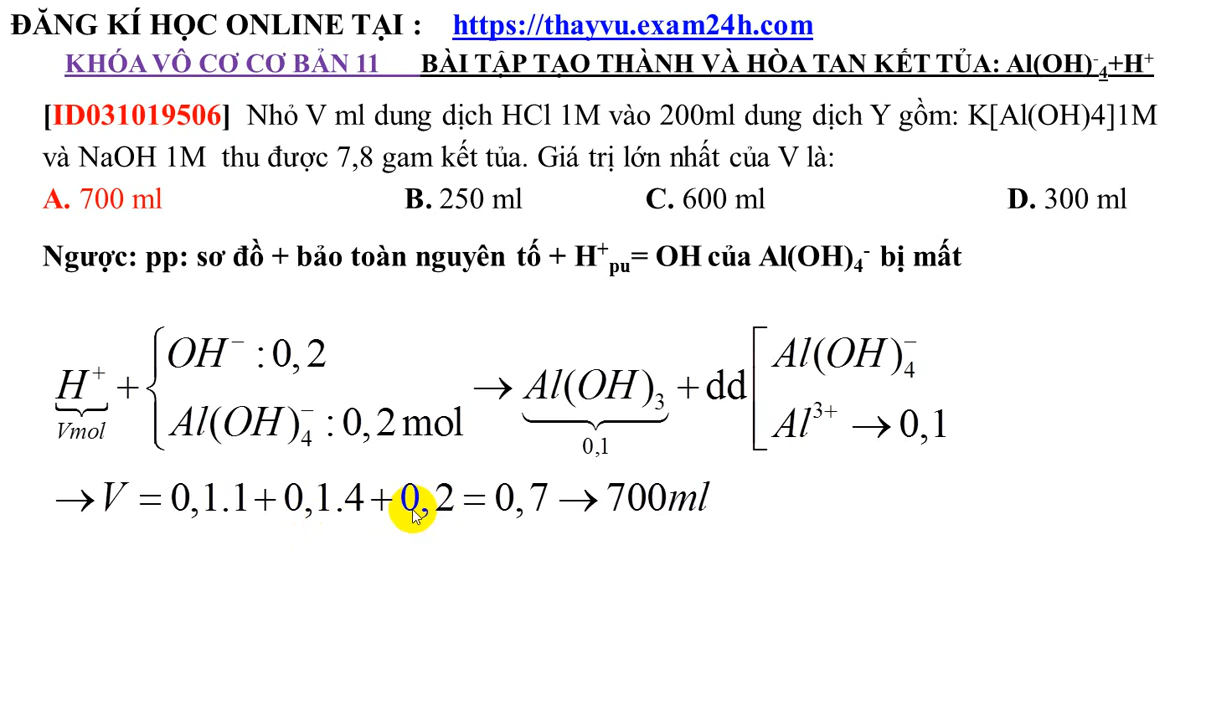 ĐĂNG KÍ HỌC ONLINE TẠI : https://thayvu.exam24h.com
KHÓA VÔ CƠ CƠ BẢN 11 BÀI TẬP TẠO THÀNH VÀ HÒA TAN KẾT TỦA: Al(OH)⁻₄+H⁺
[ID031019506] Nhỏ V ml dung dịch HCl 1M vào 200ml dung dịch Y gồm: K[Al(OH)4]1M
và NaOH 1M thu được 7,8 gam kết tủa. Giá trị lớn nhất của V là:
A. 700 ml B. 250 ml C. 600 ml D. 300 ml
Ngược: pp: sơ đồ + bảo toàn nguyên tố + H⁺pu= OH của Al(OH)₄⁻ bị mất
OH⁻ : 0, 2 Al(OH)₄⁻
H⁺ + { → Al(OH)₃ + dd [
Vmol Al(OH)₄⁻ : 0, 2 mol 0,1 Al³⁺ → 0,1
→ V = 0,1.1 + 0,1.4 + 0, 2 = 0, 7 → 700ml